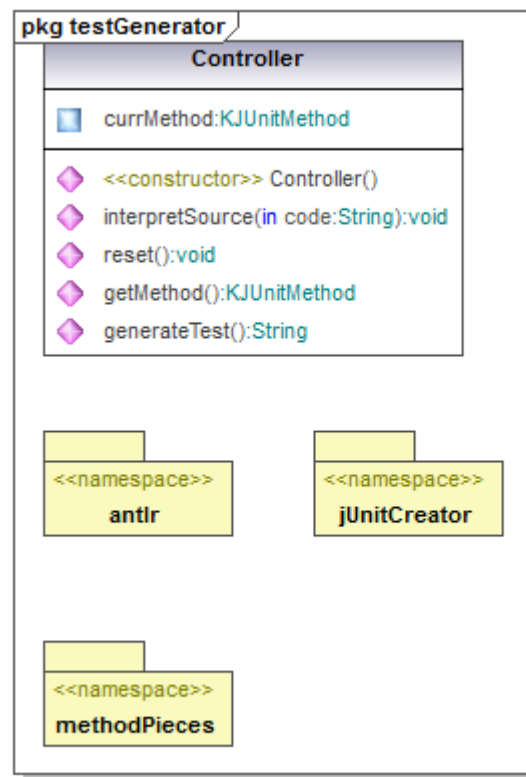 pkg testGenerator
Controller
currMethod:KJUnitMethod
<<constructor>> Controller()
interpretSource(in code:String):void
reset():void
getMethod():KJUnitMethod
generateTest():String
<<namespace>>
antlr
<<namespace>>
jUnitCreator
<<namespace>>
methodPieces